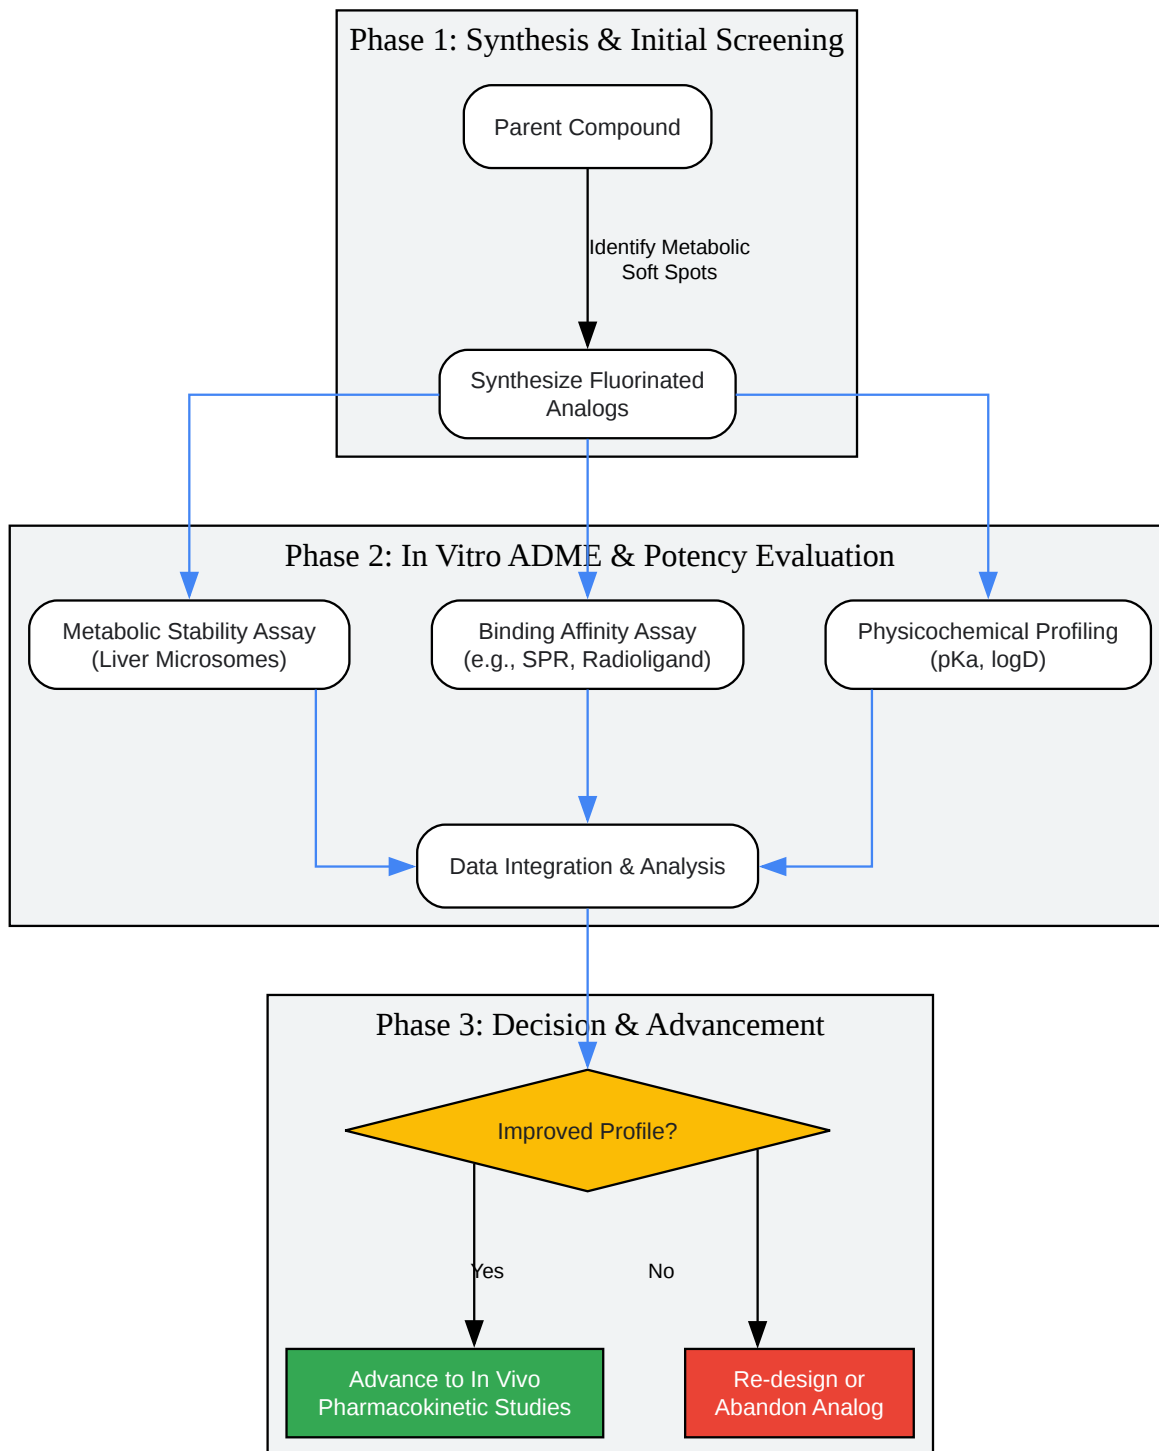 Phase 1: Synthesis & Initial Screening
Parent Compound
Identify Metabolic
Soft Spots
Synthesize Fluorinated
Analogs
Phase 2: In Vitro ADME & Potency Evaluation
Metabolic Stability Assay
(Liver Microsomes)
Binding Affinity Assay
(e.g., SPR, Radioligand)
Physicochemical Profiling
(pKa, logD)
Data Integration & Analysis
Phase 3: Decision & Advancement
Improved Profile?
Yes
No
Advance to In Vivo
Pharmacokinetic Studies
Re-design or
Abandon Analog